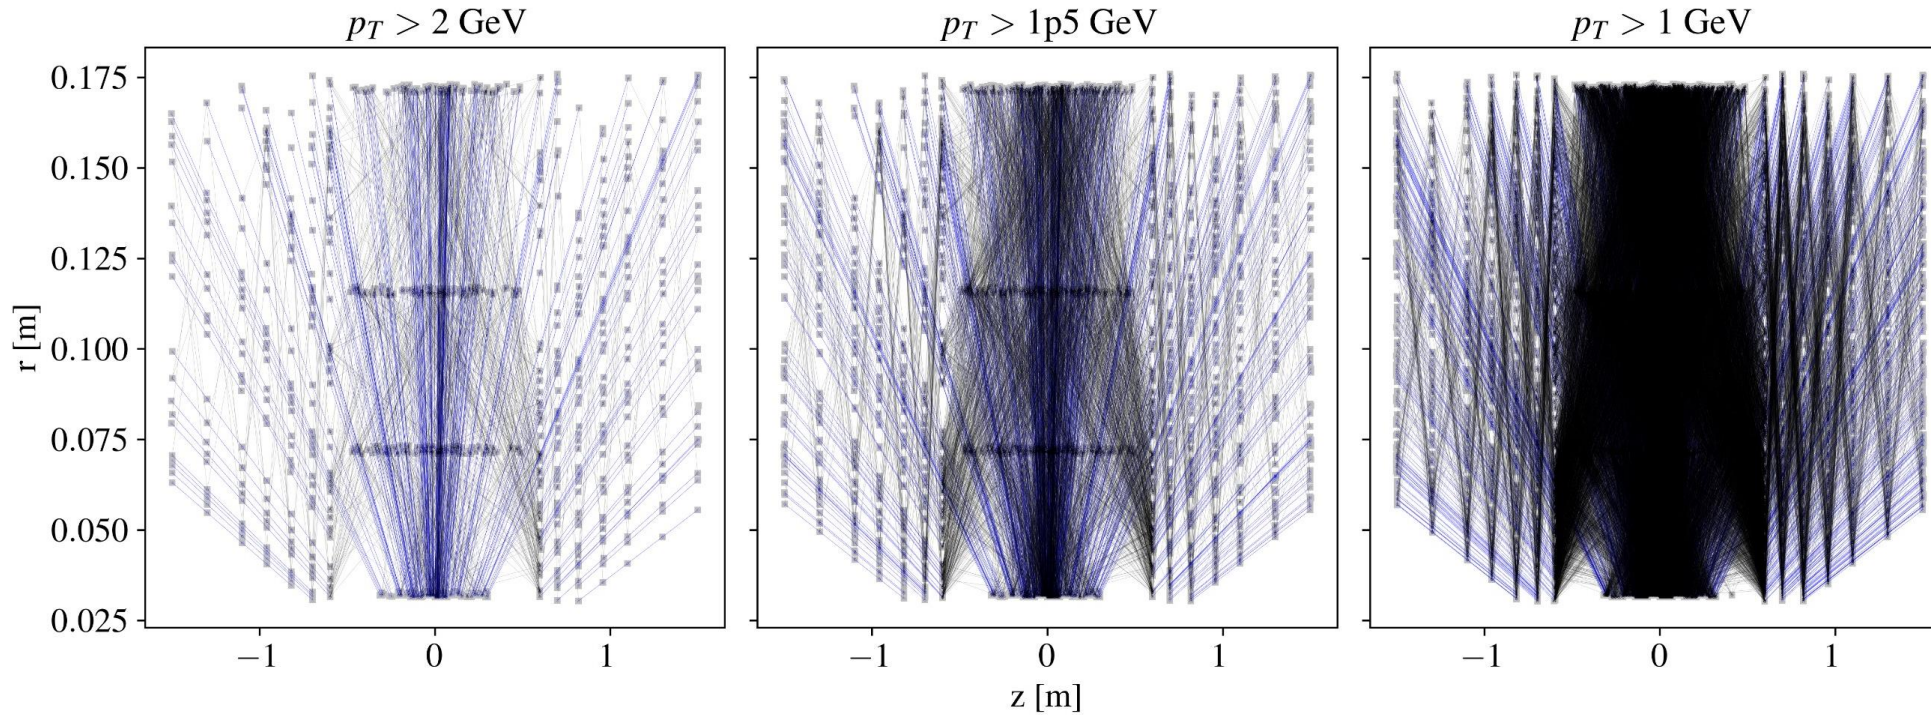 p_T > 2 GeV
p_T > 1p5 GeV
p_T > 1 GeV
r [m]
0.175
0.150
0.125
0.100
0.075
0.050
0.025
−1 0 1
−1 0 1
−1 0 1
z [m]